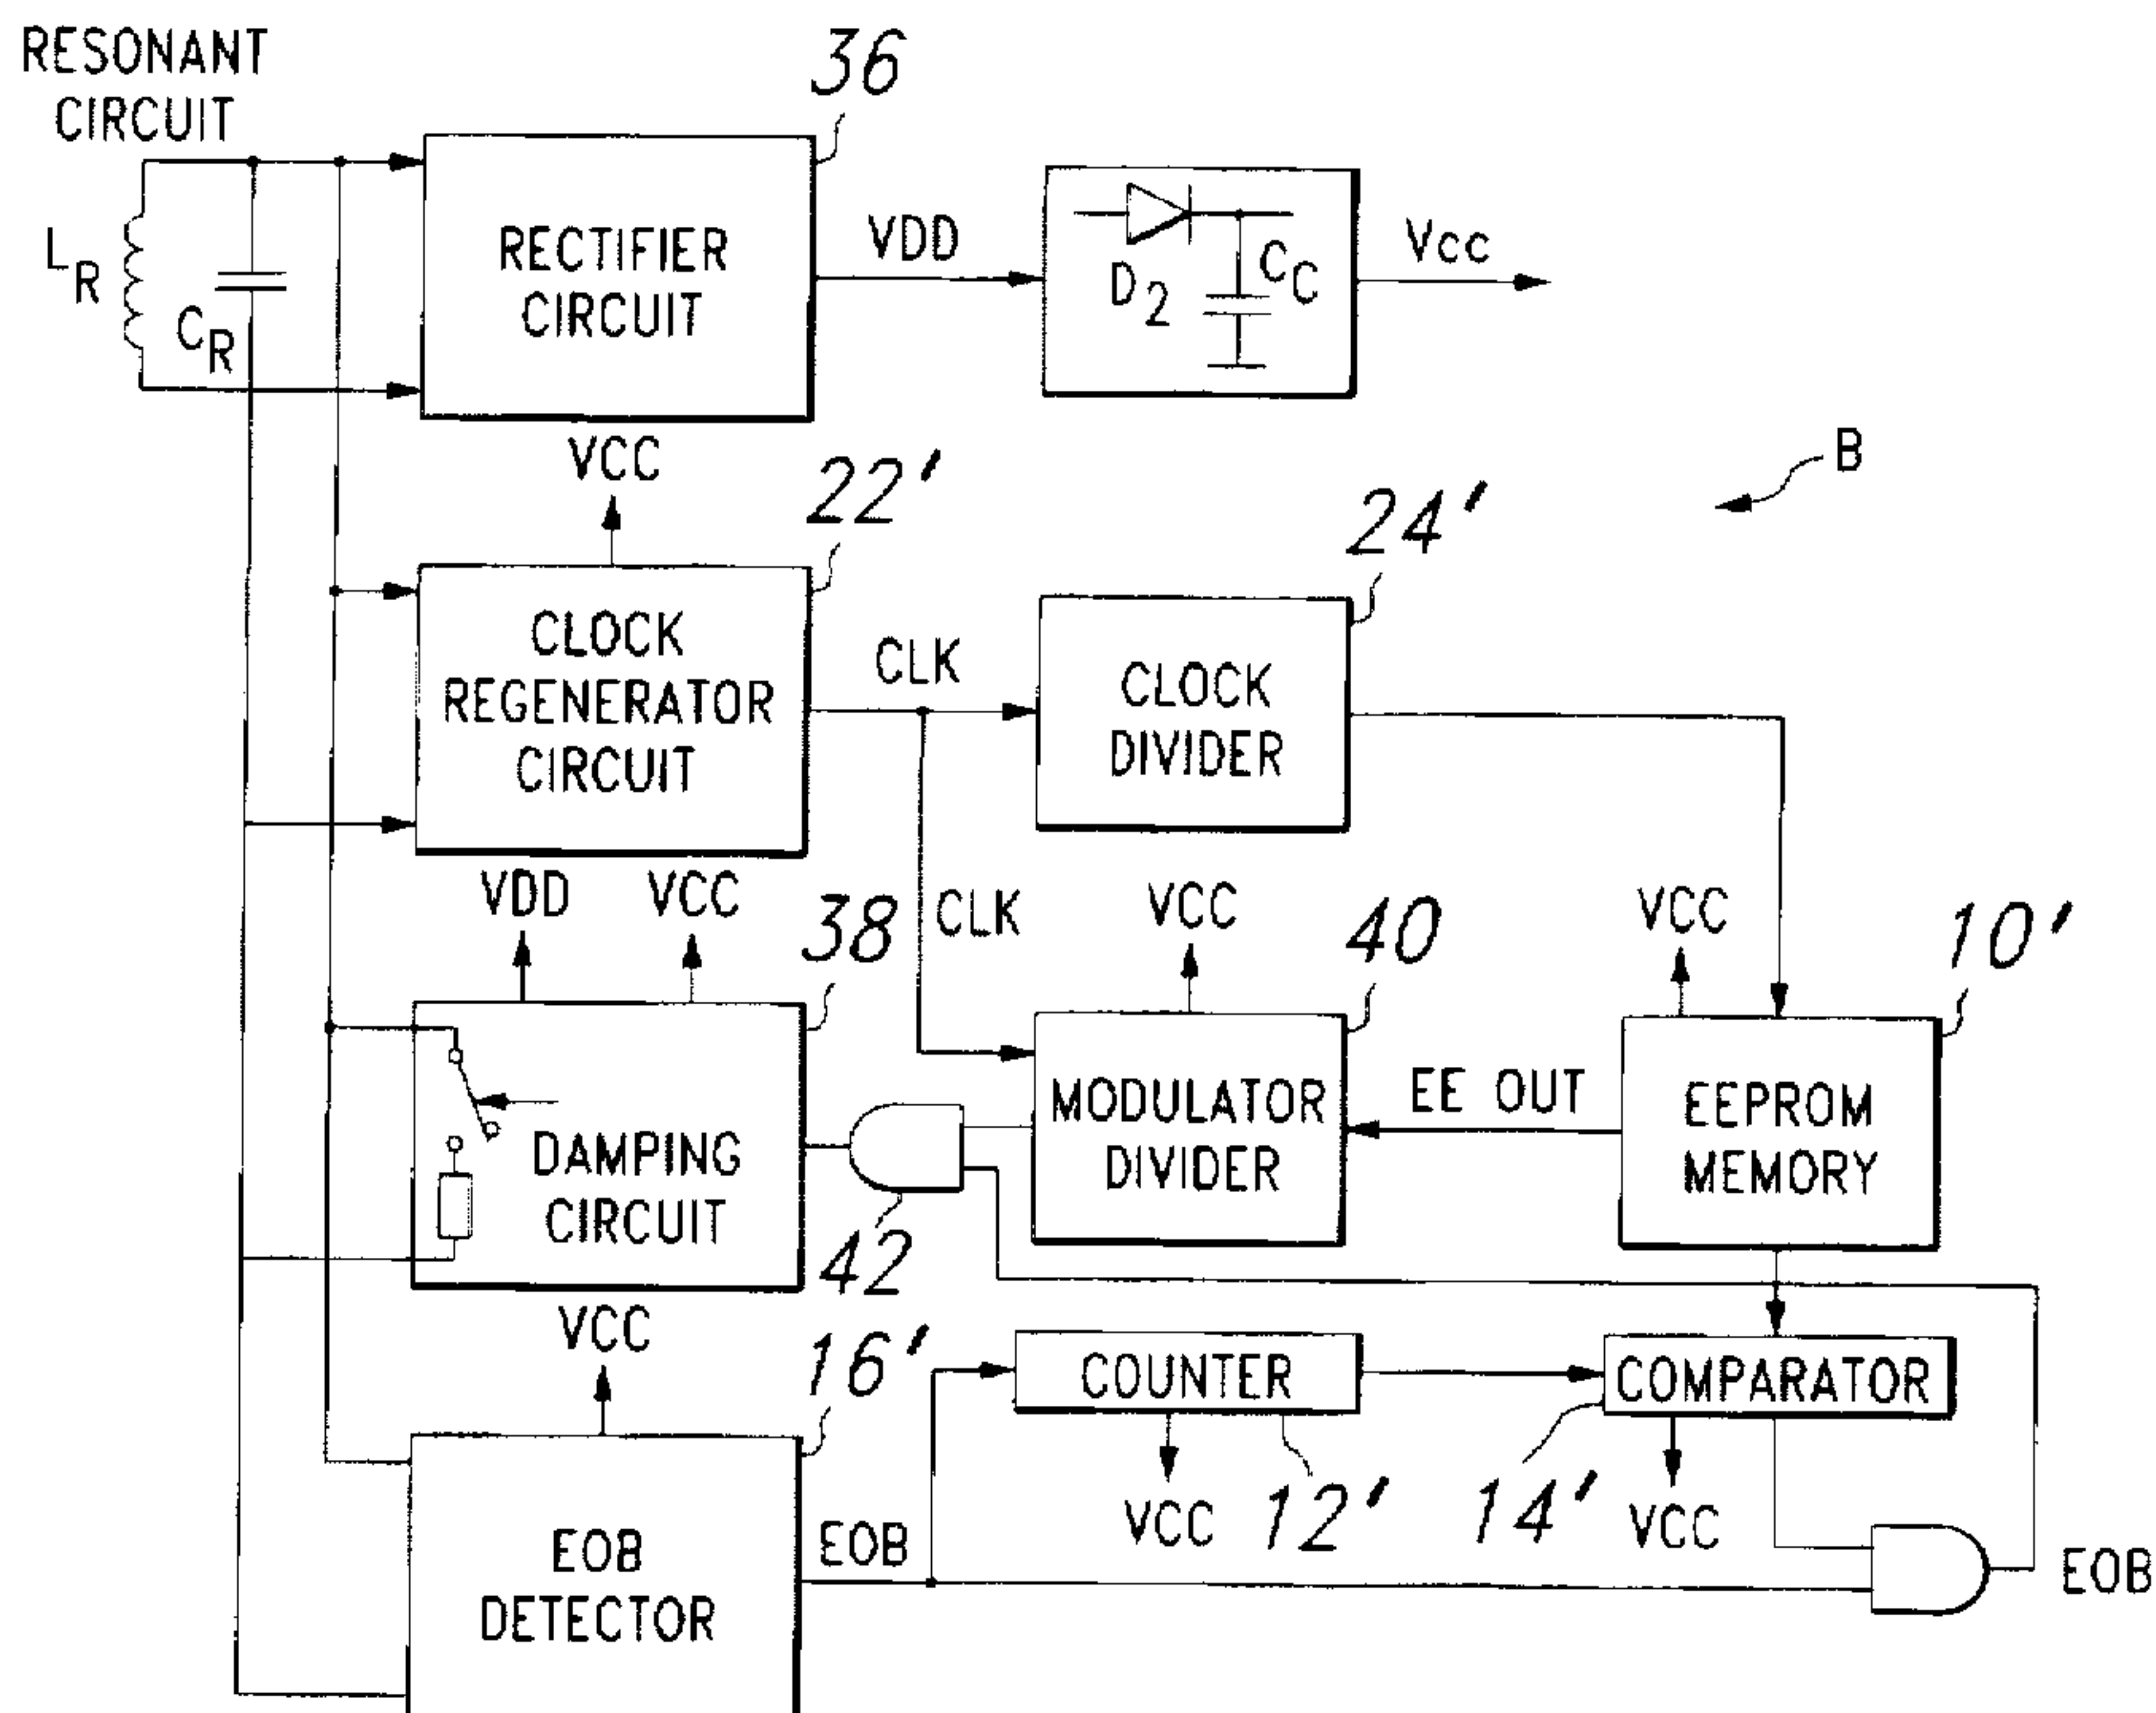 RESONANT
CIRCUIT
36
LR
CR
RECTIFIER
CIRCUIT
VDD
D2
CC
Vcc
B
VCC
22'
CLOCK
REGENERATOR
CIRCUIT
CLK
24'
CLOCK
DIVIDER
VDD
VCC
38
CLK
VCC
40
VCC
10'
DAMPING
CIRCUIT
42
MODULATOR
DIVIDER
EE OUT
EEPROM
MEMORY
VCC
16'
COUNTER
COMPARATOR
VCC
12'
14'
VCC
EOB
DETECTOR
EOB
EOB